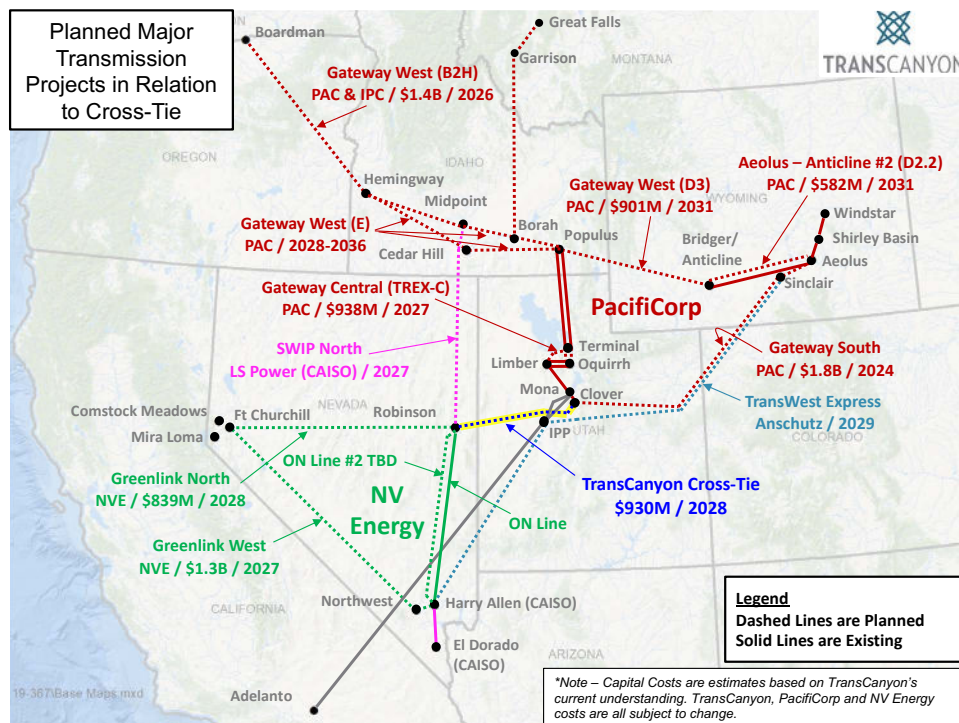 Planned Major
Transmission
Projects in Relation
to Cross-Tie
Boardman
Great Falls
Garrison
MONTANA
TRANSCANYON
Gateway West (B2H)
PAC & IPC / $1.4B / 2026
OREGON
IDAHO
Hemingway
Midpoint
Gateway West (D3)
PAC / $901M / 2031
WYOMING
Aeolus – Anticline #2 (D2.2)
PAC / $582M / 2031
Gateway West (E)
PAC / 2028-2036
Borah
Populus
Cedar Hill
Bridger/
Anticline
Windstar
Shirley Basin
Aeolus
Sinclair
Gateway Central (TREX-C)
PAC / $938M / 2027
PacifiCorp
SWIP North
LS Power (CAISO) / 2027
Terminal
Limber
Oquirrh
Gateway South
PAC / $1.8B / 2024
Mona
Clover
NEVADA
Comstock Meadows
Ft Churchill
Robinson
Mira Loma
IPP
UTAH
TransWest Express
Anschutz / 2029
COLORADO
ON Line #2 TBD
Greenlink North
NVE / $839M / 2028
NV
Energy
TransCanyon Cross-Tie
$930M / 2028
ON Line
Greenlink West
NVE / $1.3B / 2027
CALIFORNIA
Northwest
Harry Allen (CAISO)
El Dorado
(CAISO)
ARIZONA
NEW MEXICO
Adelanto
Legend
Dashed Lines are Planned
Solid Lines are Existing
19-367\Base Maps.mxd
*Note – Capital Costs are estimates based on TransCanyon's
current understanding. TransCanyon, PacifiCorp and NV Energy
costs are all subject to change.